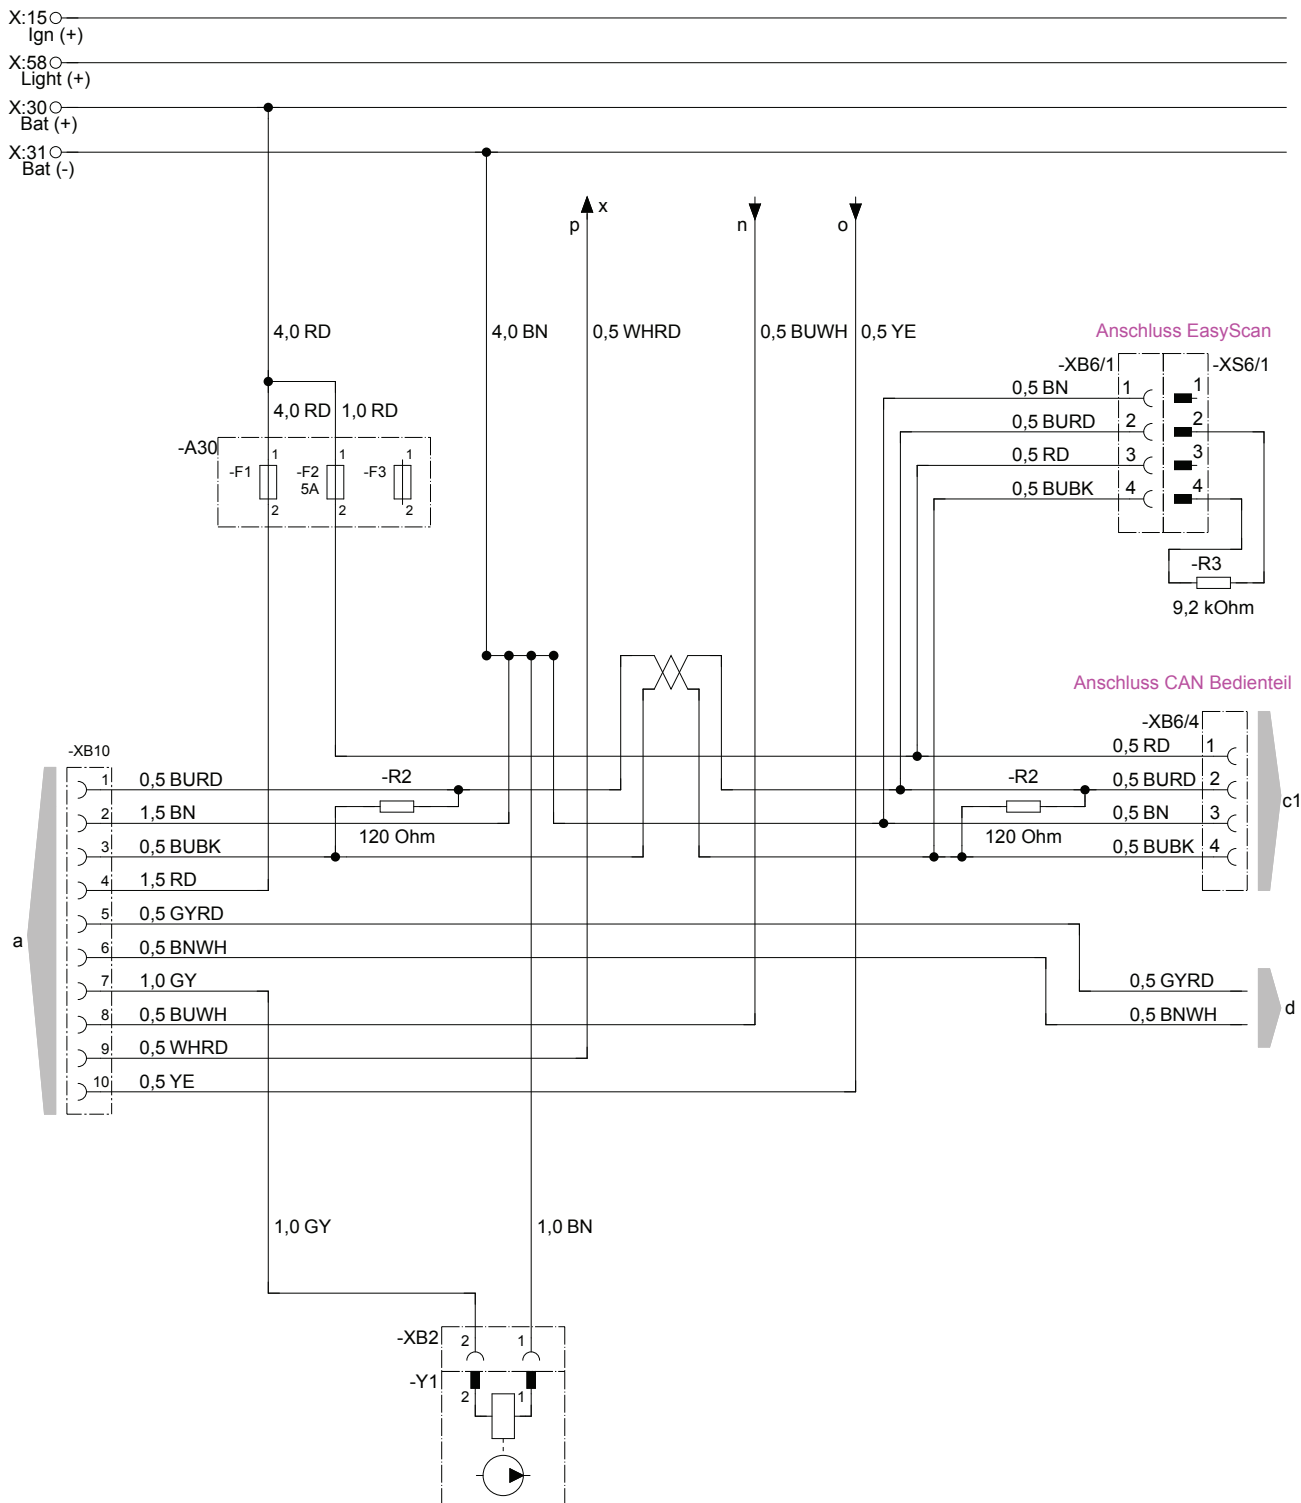 X:15
Ign (+)
X:58
Light (+)
X:30
Bat (+)
X:31
Bat (-)
x
p
n
o
4,0 RD
4,0 BN
0,5 WHRD
0,5 BUWH
0,5 YE
Anschluss EasyScan
-XB6/1
-XS6/1
0,5 BN
1
1
0,5 BURD
2
2
0,5 RD
3
3
0,5 BUBK
4
4
-R3
9,2 kOhm
4,0 RD
1,0 RD
-A30
1
1
1
-F1
-F2
5A
-F3
2
2
2
Anschluss CAN Bedienteil
-XB6/4
-XB10
0,5 RD
1
1
0,5 BURD
-R2
-R2
0,5 BURD
2
2
1,5 BN
120 Ohm
120 Ohm
0,5 BN
3
c1
3
0,5 BUBK
0,5 BUBK
4
4
1,5 RD
5
0,5 GYRD
a
6
0,5 BNWH
7
1,0 GY
0,5 GYRD
8
0,5 BUWH
0,5 BNWH
d
9
0,5 WHRD
10
0,5 YE
1,0 GY
1,0 BN
-XB2
2
1
-Y1
2
1